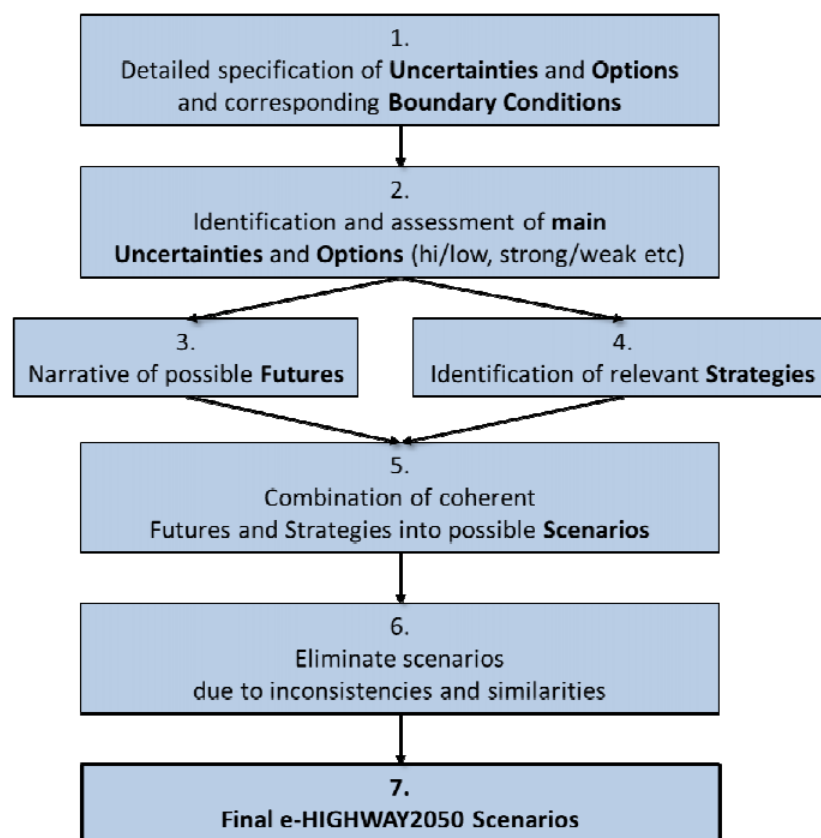 1.
Detailed specification of Uncertainties and Options
and corresponding Boundary Conditions
2.
Identification and assessment of main
Uncertainties and Options (hi/low, strong/weak etc)
3.
Narrative of possible Futures
4.
Identification of relevant Strategies
5.
Combination of coherent
Futures and Strategies into possible Scenarios
6.
Eliminate scenarios
due to inconsistencies and similarities
7.
Final e-HIGHWAY2050 Scenarios